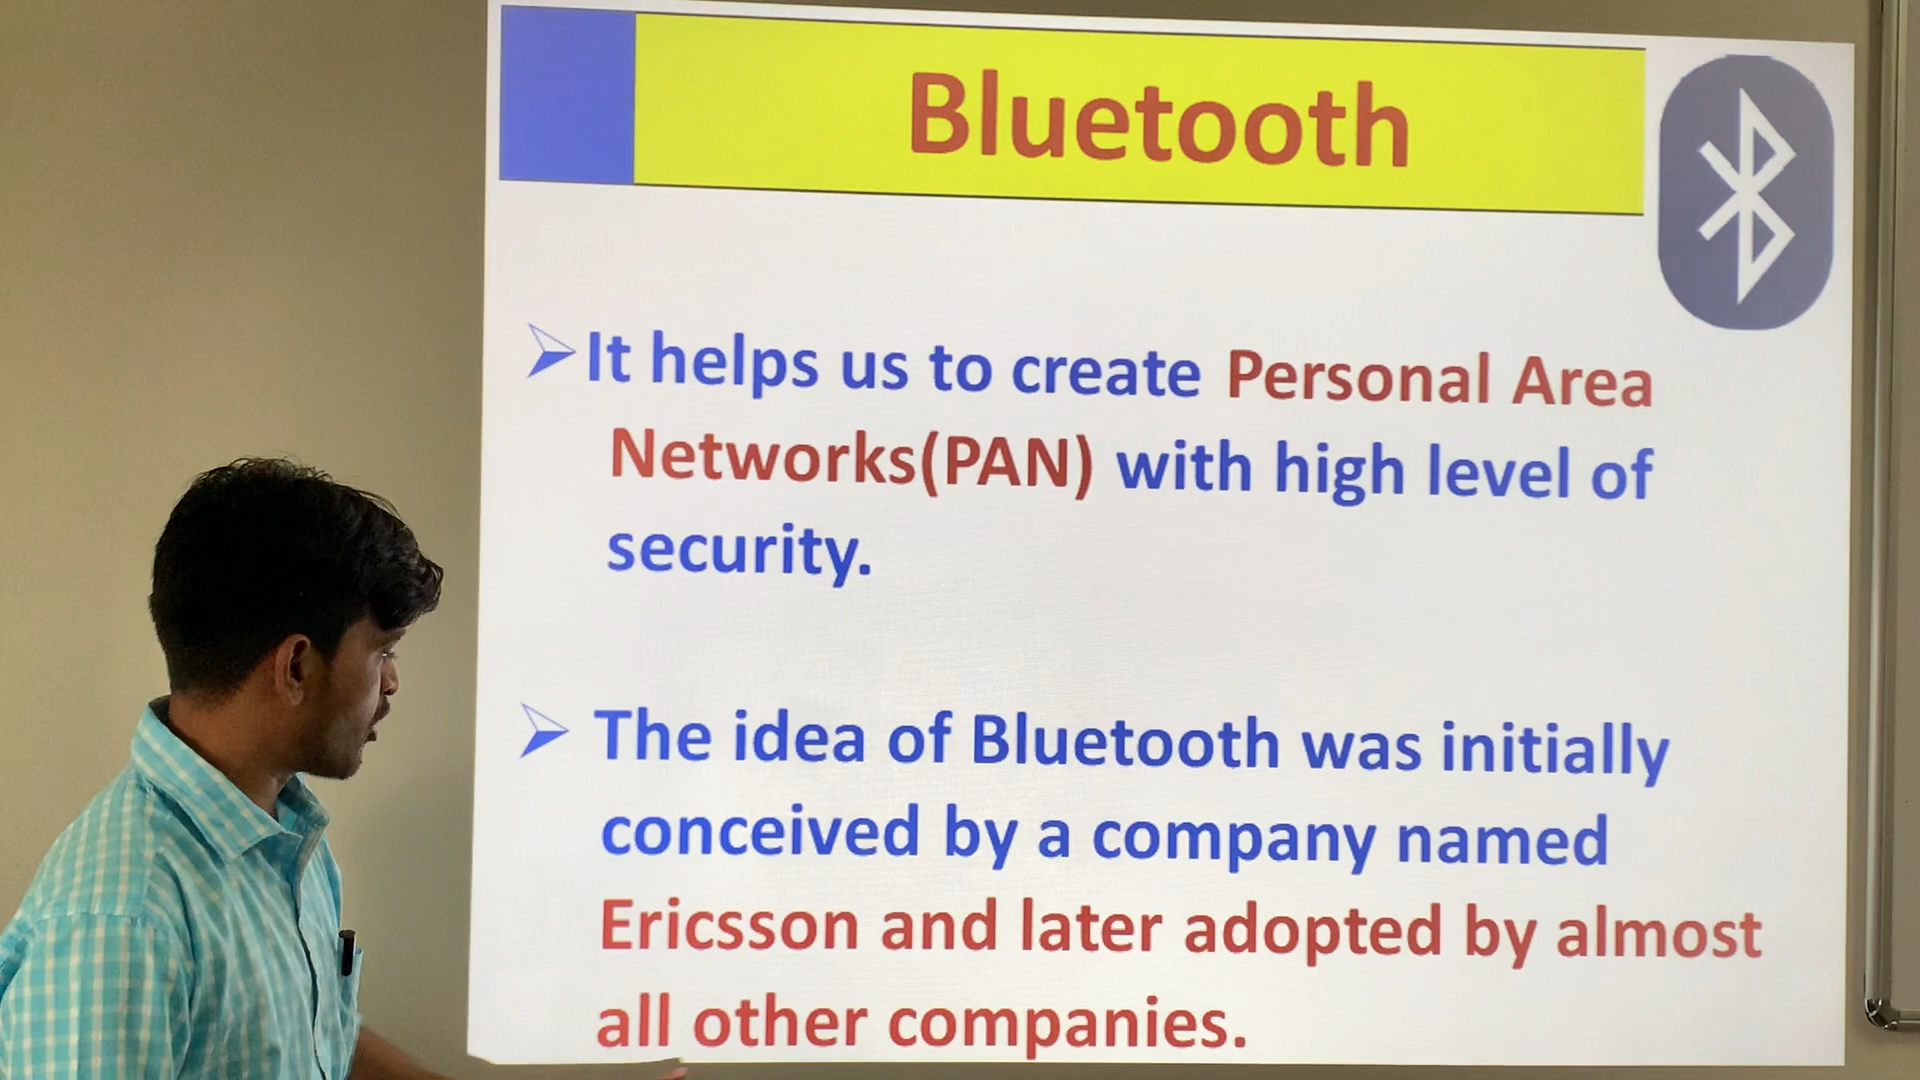 Bluetooth
It helps us to create Personal Area
Networks(PAN) with high level of
security.
The idea of Bluetooth was initially
conceived by a company named
Ericsson and later adopted by almost
all other companies.